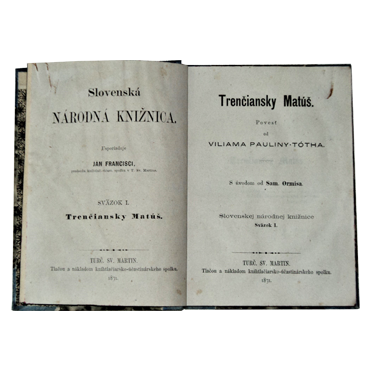 Slovenská
NÁRODNÁ KNIŽNICA.
Pořádňuje
JAN FRANCISCI,
SVÄZOK I.
Trenčiansky Matúš.
TURČ. SV. MARTIN.
Tlačou a nákladom kníhtlačiarsko-účastinárskeho spolku.
1871.
Trenčiansky Matúš.
Povest
od
VILIAMA PAULINY-TÓTHA.
S úvodom od Sam. Ormisa.
Slovenskej národnej knižnice
Sväzok I.
TURČ. SV. MARTIN.
Tlačou a nákladom kníhtlačiarsko-účastinárskeho spolku.
1871.